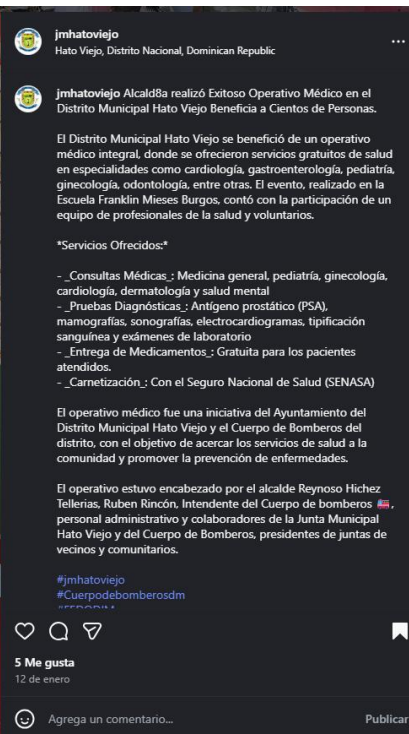 jmhatoviejo
Hato Viejo, Distrito Nacional, Dominican Republic
...
jmhatoviejo Alcald8a realizó Exitoso Operativo Médico en el
Distrito Municipal Hato Viejo Beneficia a Cientos de Personas.
El Distrito Municipal Hato Viejo se benefició de un operativo
médico integral, donde se ofrecieron servicios gratuitos de salud
en especialidades como cardiología, gastroenterología, pediatría,
ginecología, odontología, entre otras. El evento, realizado en la
Escuela Franklin Mieses Burgos, contó con la participación de un
equipo de profesionales de la salud y voluntarios.
*Servicios Ofrecidos:*
- _Consultas Médicas_: Medicina general, pediatría, ginecología,
cardiología, dermatología y salud mental
- _Pruebas Diagnósticas_: Antígeno prostático (PSA),
mamografías, sonografías, electrocardiogramas, tipificación
sanguínea y exámenes de laboratorio
- _Entrega de Medicamentos_: Gratuita para los pacientes
atendidos.
- _Carnetización_: Con el Seguro Nacional de Salud (SENASA)
El operativo médico fue una iniciativa del Ayuntamiento del
Distrito Municipal Hato Viejo y el Cuerpo de Bomberos del
distrito, con el objetivo de acercar los servicios de salud a la
comunidad y promover la prevención de enfermedades.
El operativo estuvo encabezado por el alcalde Reynoso Hichez
Tellerias, Ruben Rincón, Intendente del Cuerpo de bomberos 🚒,
personal administrativo y colaboradores de la Junta Municipal
Hato Viejo y del Cuerpo de Bomberos, presidentes de juntas de
vecinos y comunitarios.
#jmhatoviejo
#Cuerpodebomberosdm
5 Me gusta
12 de enero
Agrega un comentario...
Publicar